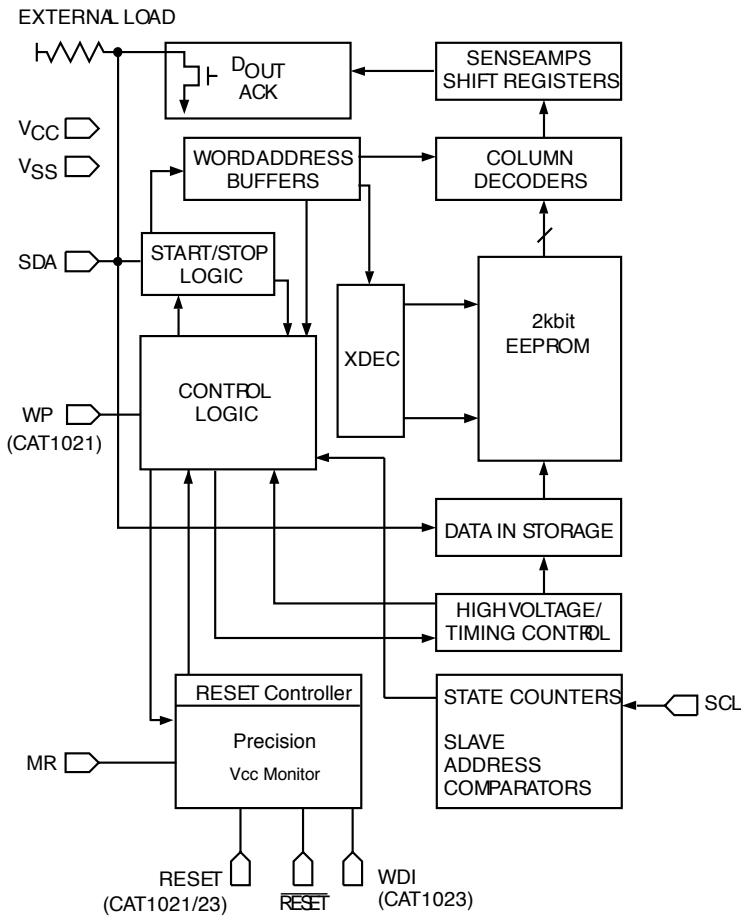 EXTERNAL LOAD
DOUT
ACK
SENSEAMPS
SHIFT REGISTERS
VCC
VSS
WORDADDRESS
BUFFERS
COLUMN
DECODERS
SDA
START/STOP
LOGIC
2kbit
EEPROM
XDEC
CONTROL
LOGIC
WP
(CAT1021)
DATA IN STORAGE
HIGHVOLTAGE/
TIMING CONTROL
RESET Controller
STATE COUNTERS
SCL
Precision
Vcc Monitor
SLAVE
ADDRESS
COMPARATORS
MR
RESET
(CAT1021/23)
RESET
WDI
(CAT1023)